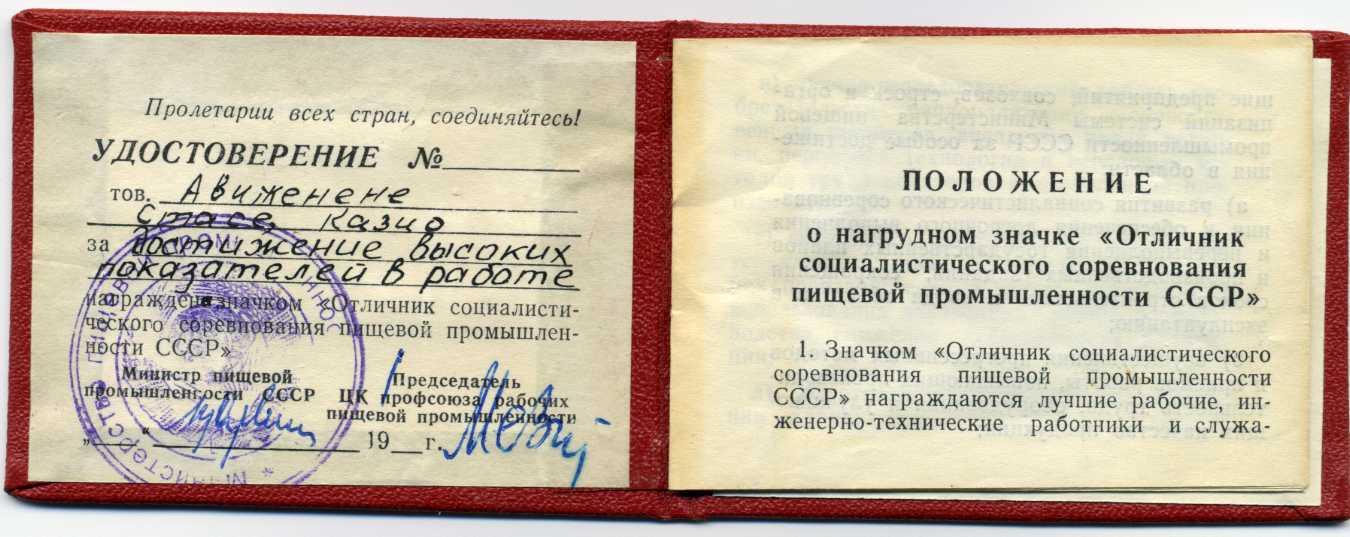 Пролетарии всех стран, соединяйтесь!
УДОСТОВЕРЕНИЕ №
тов. Авиженене
Стасе, Казио
за достижение высоких
показателей в работе
награжден значком «Отличник социалисти-
ческого соревнования пищевой промышлен-
ности СССР»
Министр пищевой
промышленности СССР
Председатель
ЦК профсоюза рабочих
пищевой промышленности
„ “ 19 г.
ПОЛОЖЕНИЕ
о нагрудном значке «Отличник
социалистического соревнования
пищевой промышленности СССР»
1. Значком «Отличник социалистического
соревнования пищевой промышленности
СССР» награждаются лучшие рабочие, ин-
женерно-технические работники и служа-